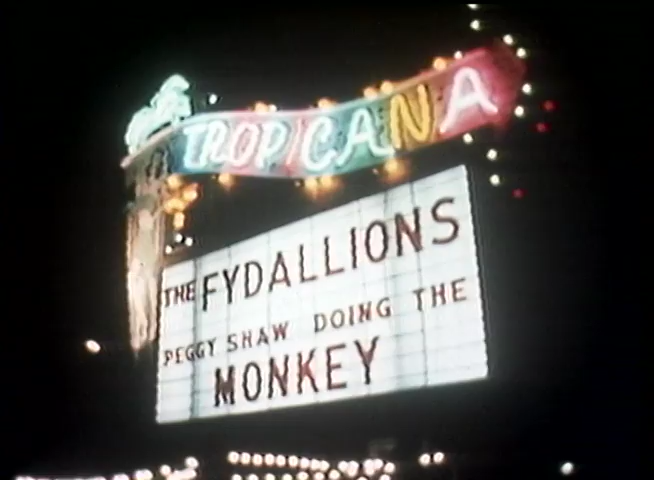 TROPICANA
THE FYDALLIONS
PEGGY SHAW DOING THE
MONKEY